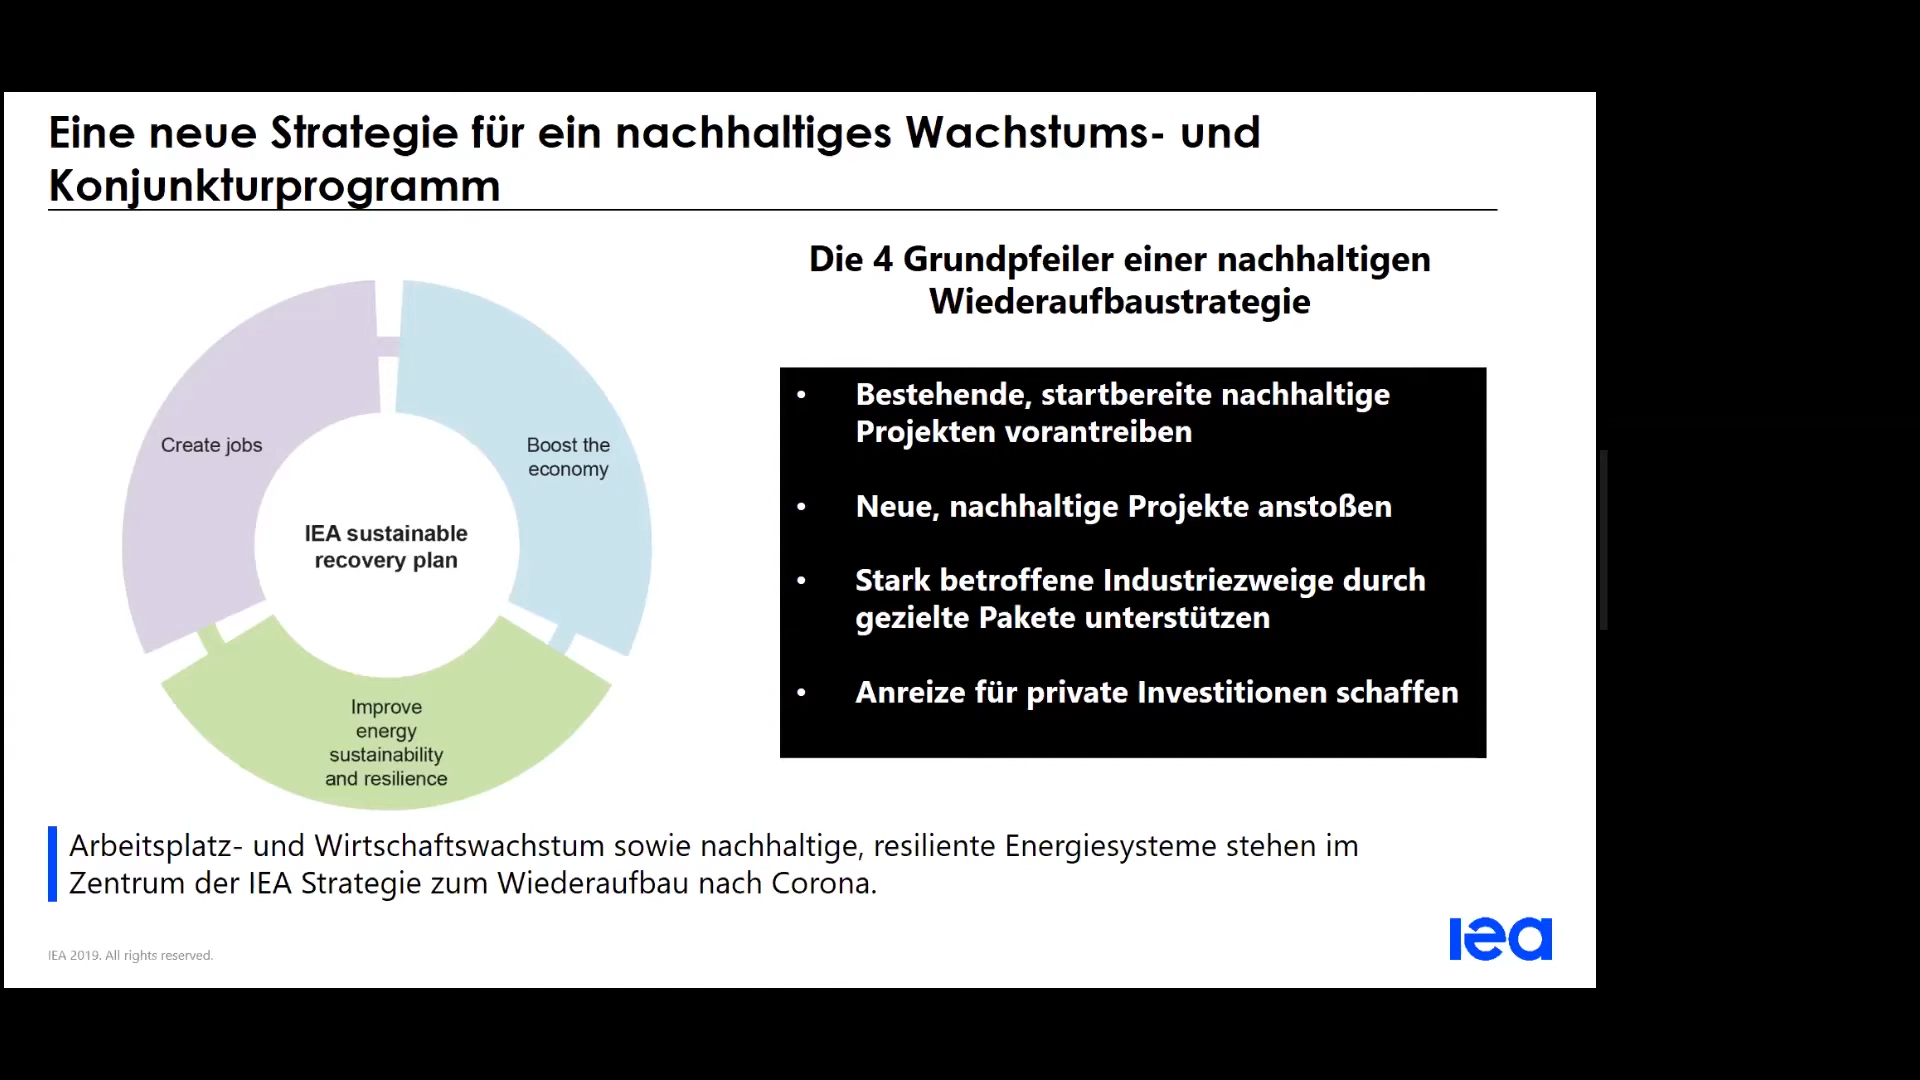 Eine neue Strategie für ein nachhaltiges Wachstums- und
Konjunkturprogramm
Create jobs
Boost the
economy
IEA sustainable
recovery plan
Improve
energy
sustainability
and resilience
Die 4 Grundpfeiler einer nachhaltigen
Wiederaufbaustrategie
• Bestehende, startbereite nachhaltige
Projekten vorantreiben
• Neue, nachhaltige Projekte anstoßen
• Stark betroffene Industriezweige durch
gezielte Pakete unterstützen
• Anreize für private Investitionen schaffen
Arbeitsplatz- und Wirtschaftswachstum sowie nachhaltige, resiliente Energiesysteme stehen im
Zentrum der IEA Strategie zum Wiederaufbau nach Corona.
IEA 2019. All rights reserved.
iea